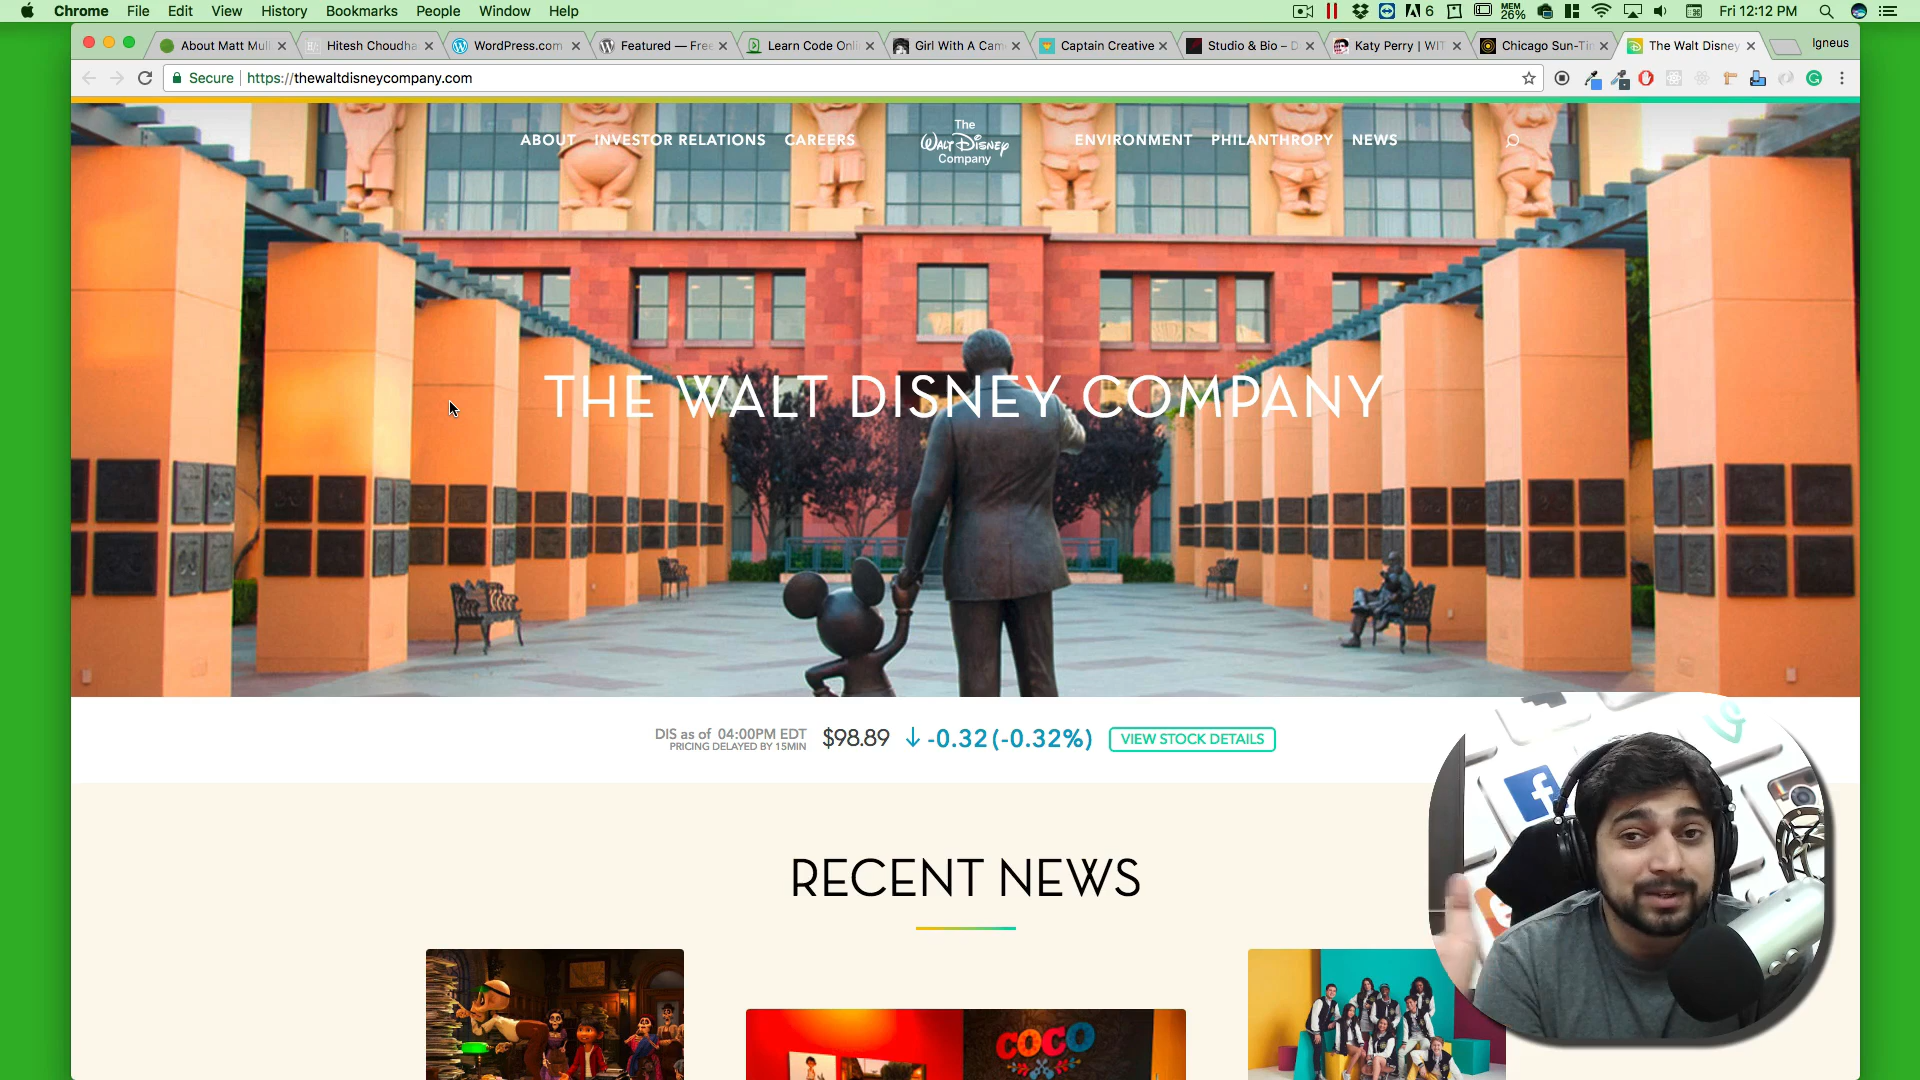 Chrome File Edit View History Bookmarks People Window Help
6 MEM 26% Fri 12:12 PM
About Matt Mull Hitesh Choudha WordPress.com Featured — Free Learn Code Onli Girl With A Cam Captain Creative Studio & Bio – D Katy Perry | WIT Chicago Sun-Tim The Walt Disney Igneus
Secure https://thewaltdisneycompany.com
ABOUT INVESTOR RELATIONS CAREERS The Walt Disney Company ENVIRONMENT PHILANTHROPY NEWS
THE WALT DISNEY COMPANY
DIS as of 04:00PM EDT
PRICING DELAYED BY 15MIN
$98.89 -0.32 (-0.32%) VIEW STOCK DETAILS
RECENT NEWS
COCO